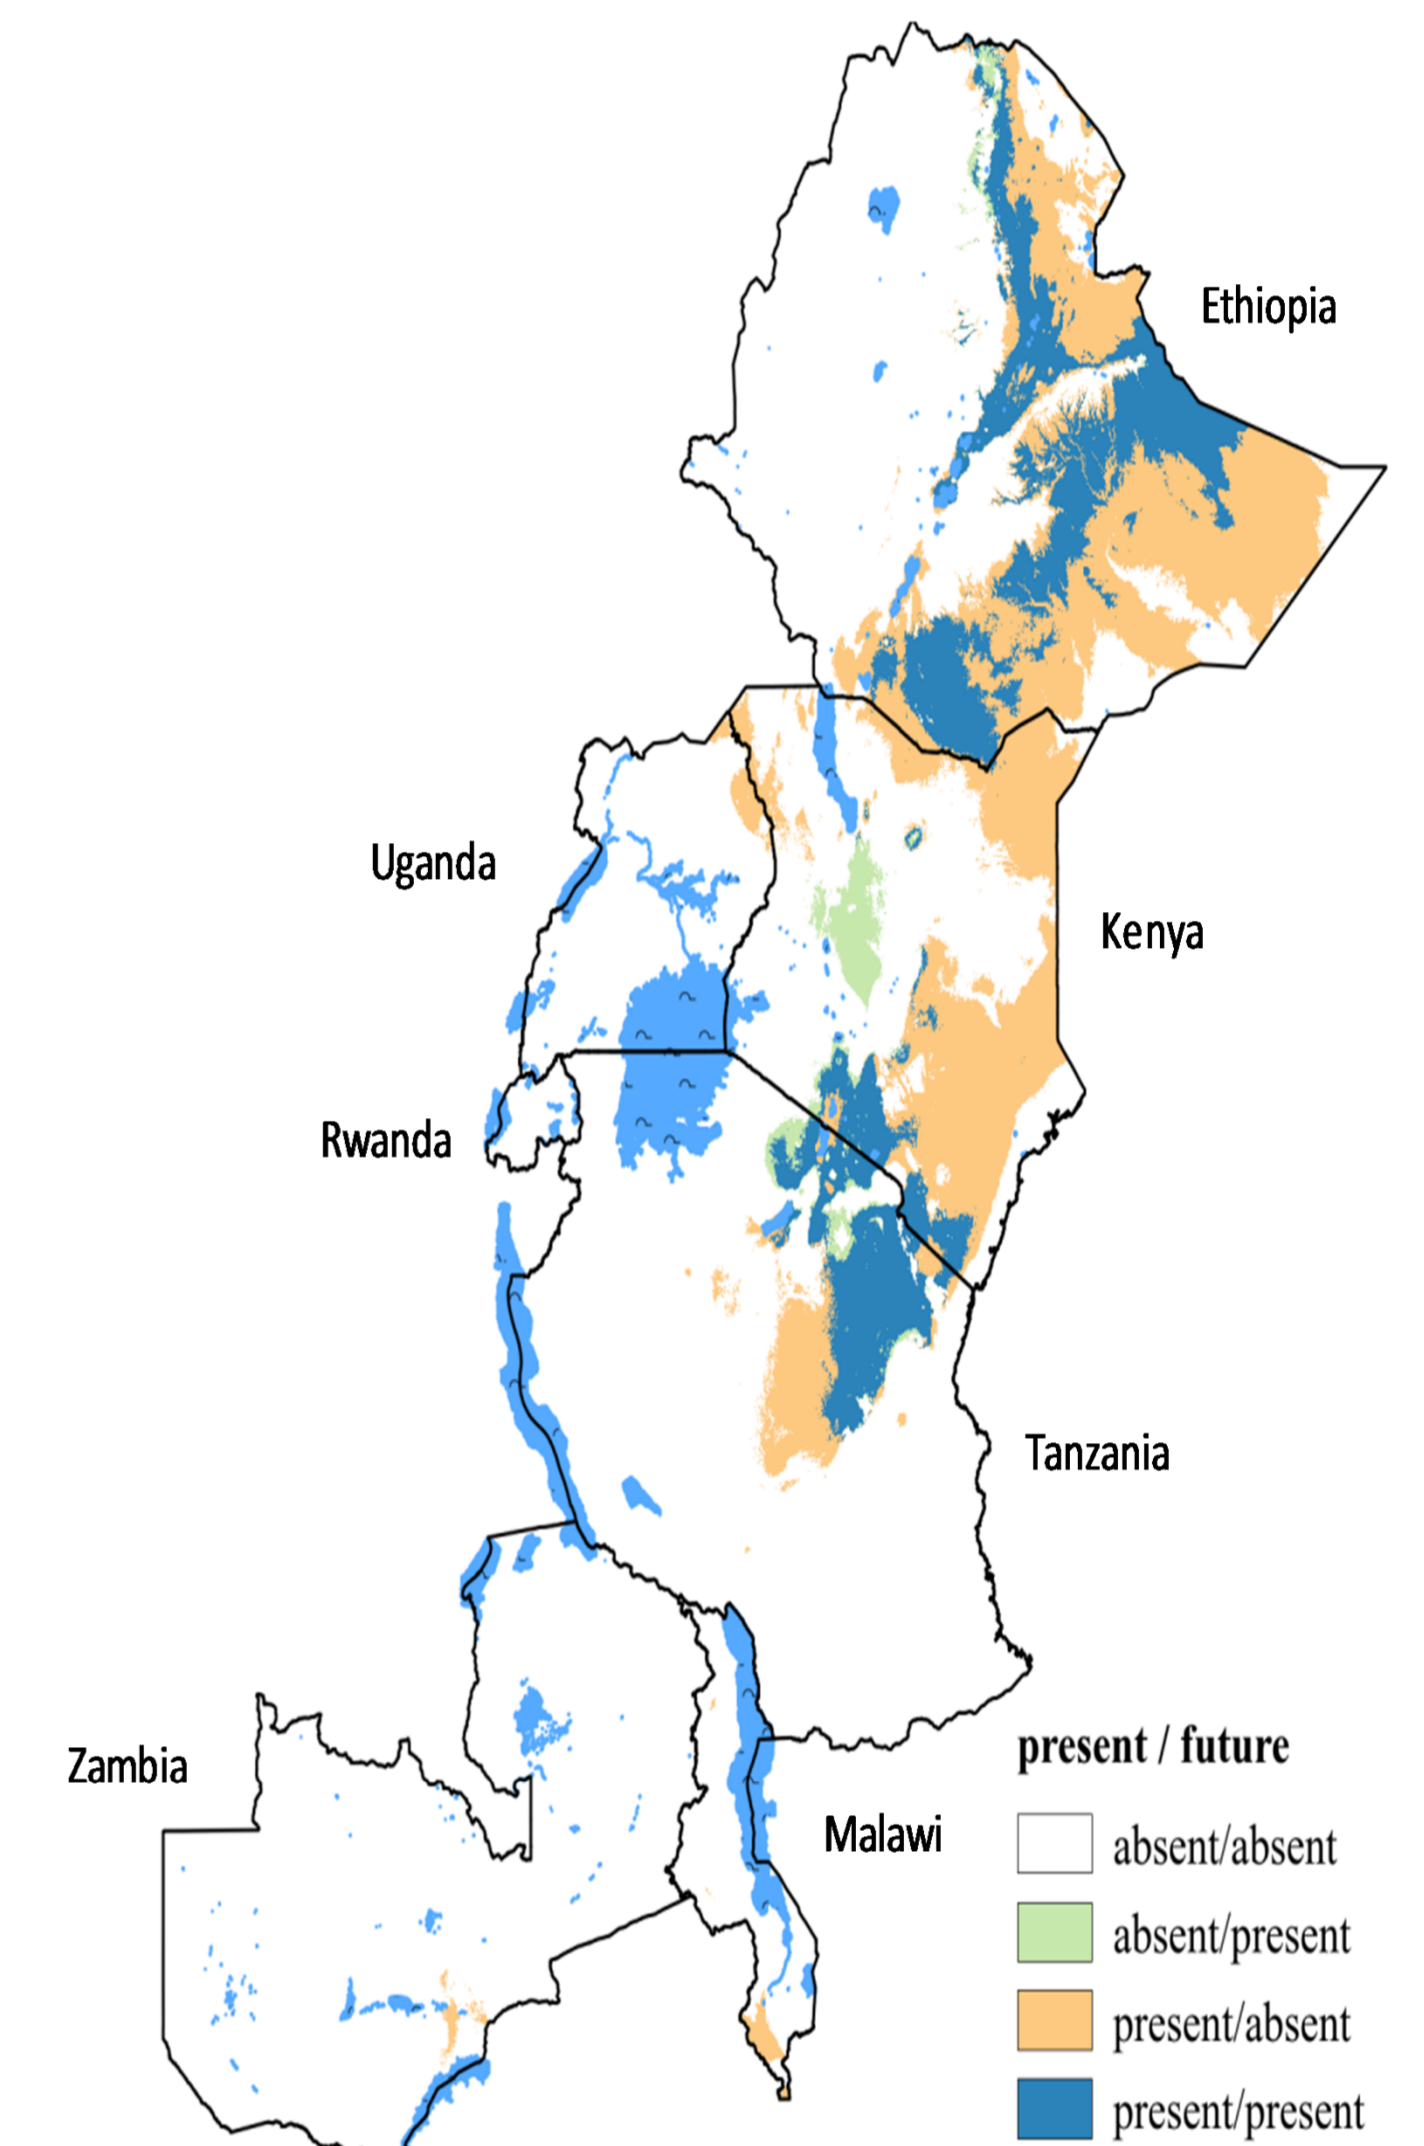 Ethiopia
Uganda
Kenya
Rwanda
Tanzania
Zambia
Malawi
present / future
absent/absent
absent/present
present/absent
present/present